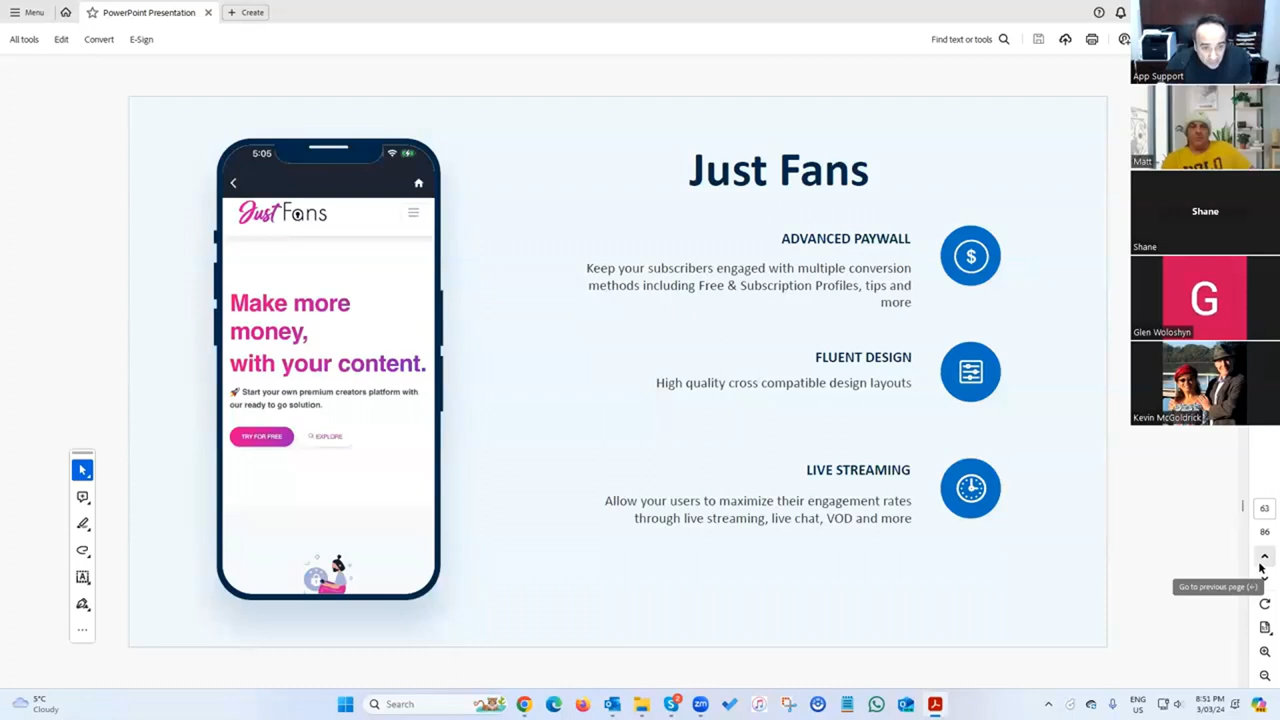 Menu
PowerPoint Presentation
Create
All tools
Edit
Convert
E-Sign
Find text or tools
App Support
Matt
POLO
Shane
Shane
G
Glen Woloshyn
Kevin McGoldrick
5:05
JustFans
Make more
money,
with your content.
🚀 Start your own premium creators platform with
our ready to go solution.
TRY FOR FREE
EXPLORE
Just Fans
ADVANCED PAYWALL
Keep your subscribers engaged with multiple conversion
methods including Free & Subscription Profiles, tips and
more
$
FLUENT DESIGN
High quality cross compatible design layouts
LIVE STREAMING
Allow your users to maximize their engagement rates
through live streaming, live chat, VOD and more
63
86
Go to previous page (←)
5°C
Cloudy
Search
2
zm
ENG
US
8:51 PM
3/03/24